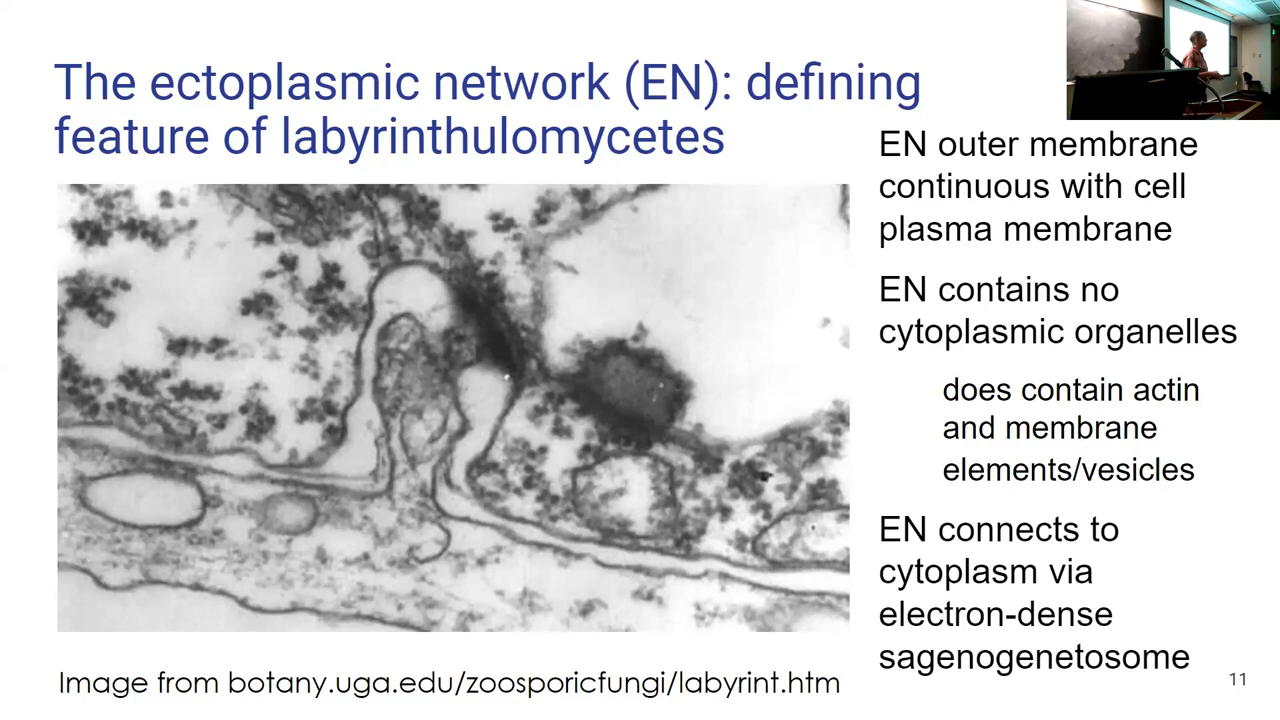 The ectoplasmic network (EN): defining
feature of labyrinthulomycetes
EN outer membrane
continuous with cell
plasma membrane
EN contains no
cytoplasmic organelles
does contain actin
and membrane
elements/vesicles
EN connects to
cytoplasm via
electron-dense
sagenogenetosome
Image from botany.uga.edu/zoosporicfungi/labyrint.htm
11